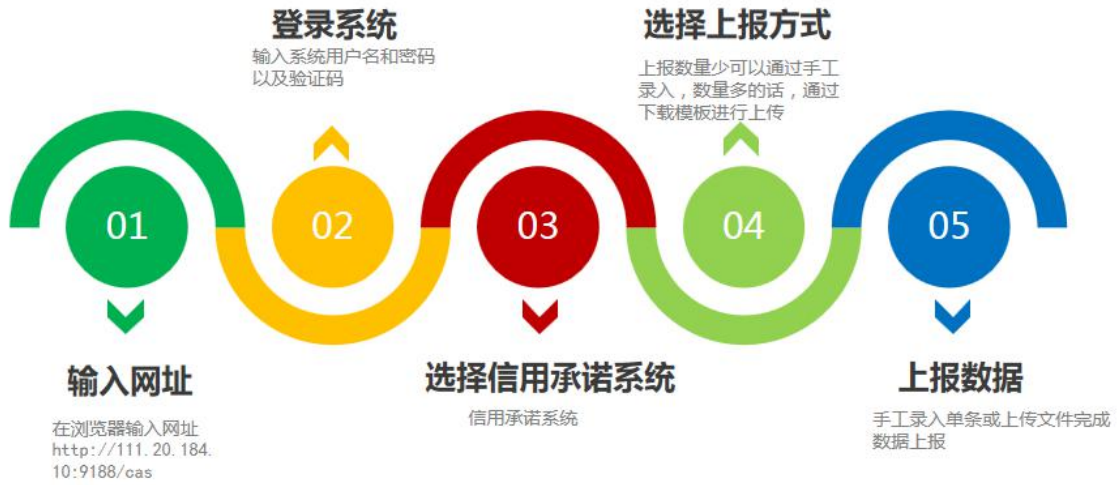 01
输入网址
在浏览器输入网址
http://111.20.184.
10:9188/cas
登录系统
输入系统用户名和密码
以及验证码
02
03
选择信用承诺系统
信用承诺系统
选择上报方式
上报数量少可以通过手工
录入，数量多的话，通过
下载模板进行上传
04
05
上报数据
手工录入单条或上传文件完成
数据上报